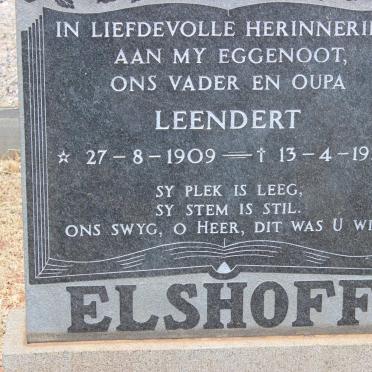 IN LIEFDEVOLLE HERINNERI
AAN MY EGGENOOT,
ONS VADER EN OUPA
LEENDERT
☆ 27-8-1909 — † 13-4-19
SY PLEK IS LEEG,
SY STEM IS STIL.
ONS SWYG, O HEER, DIT WAS U WI
ELSHOFF